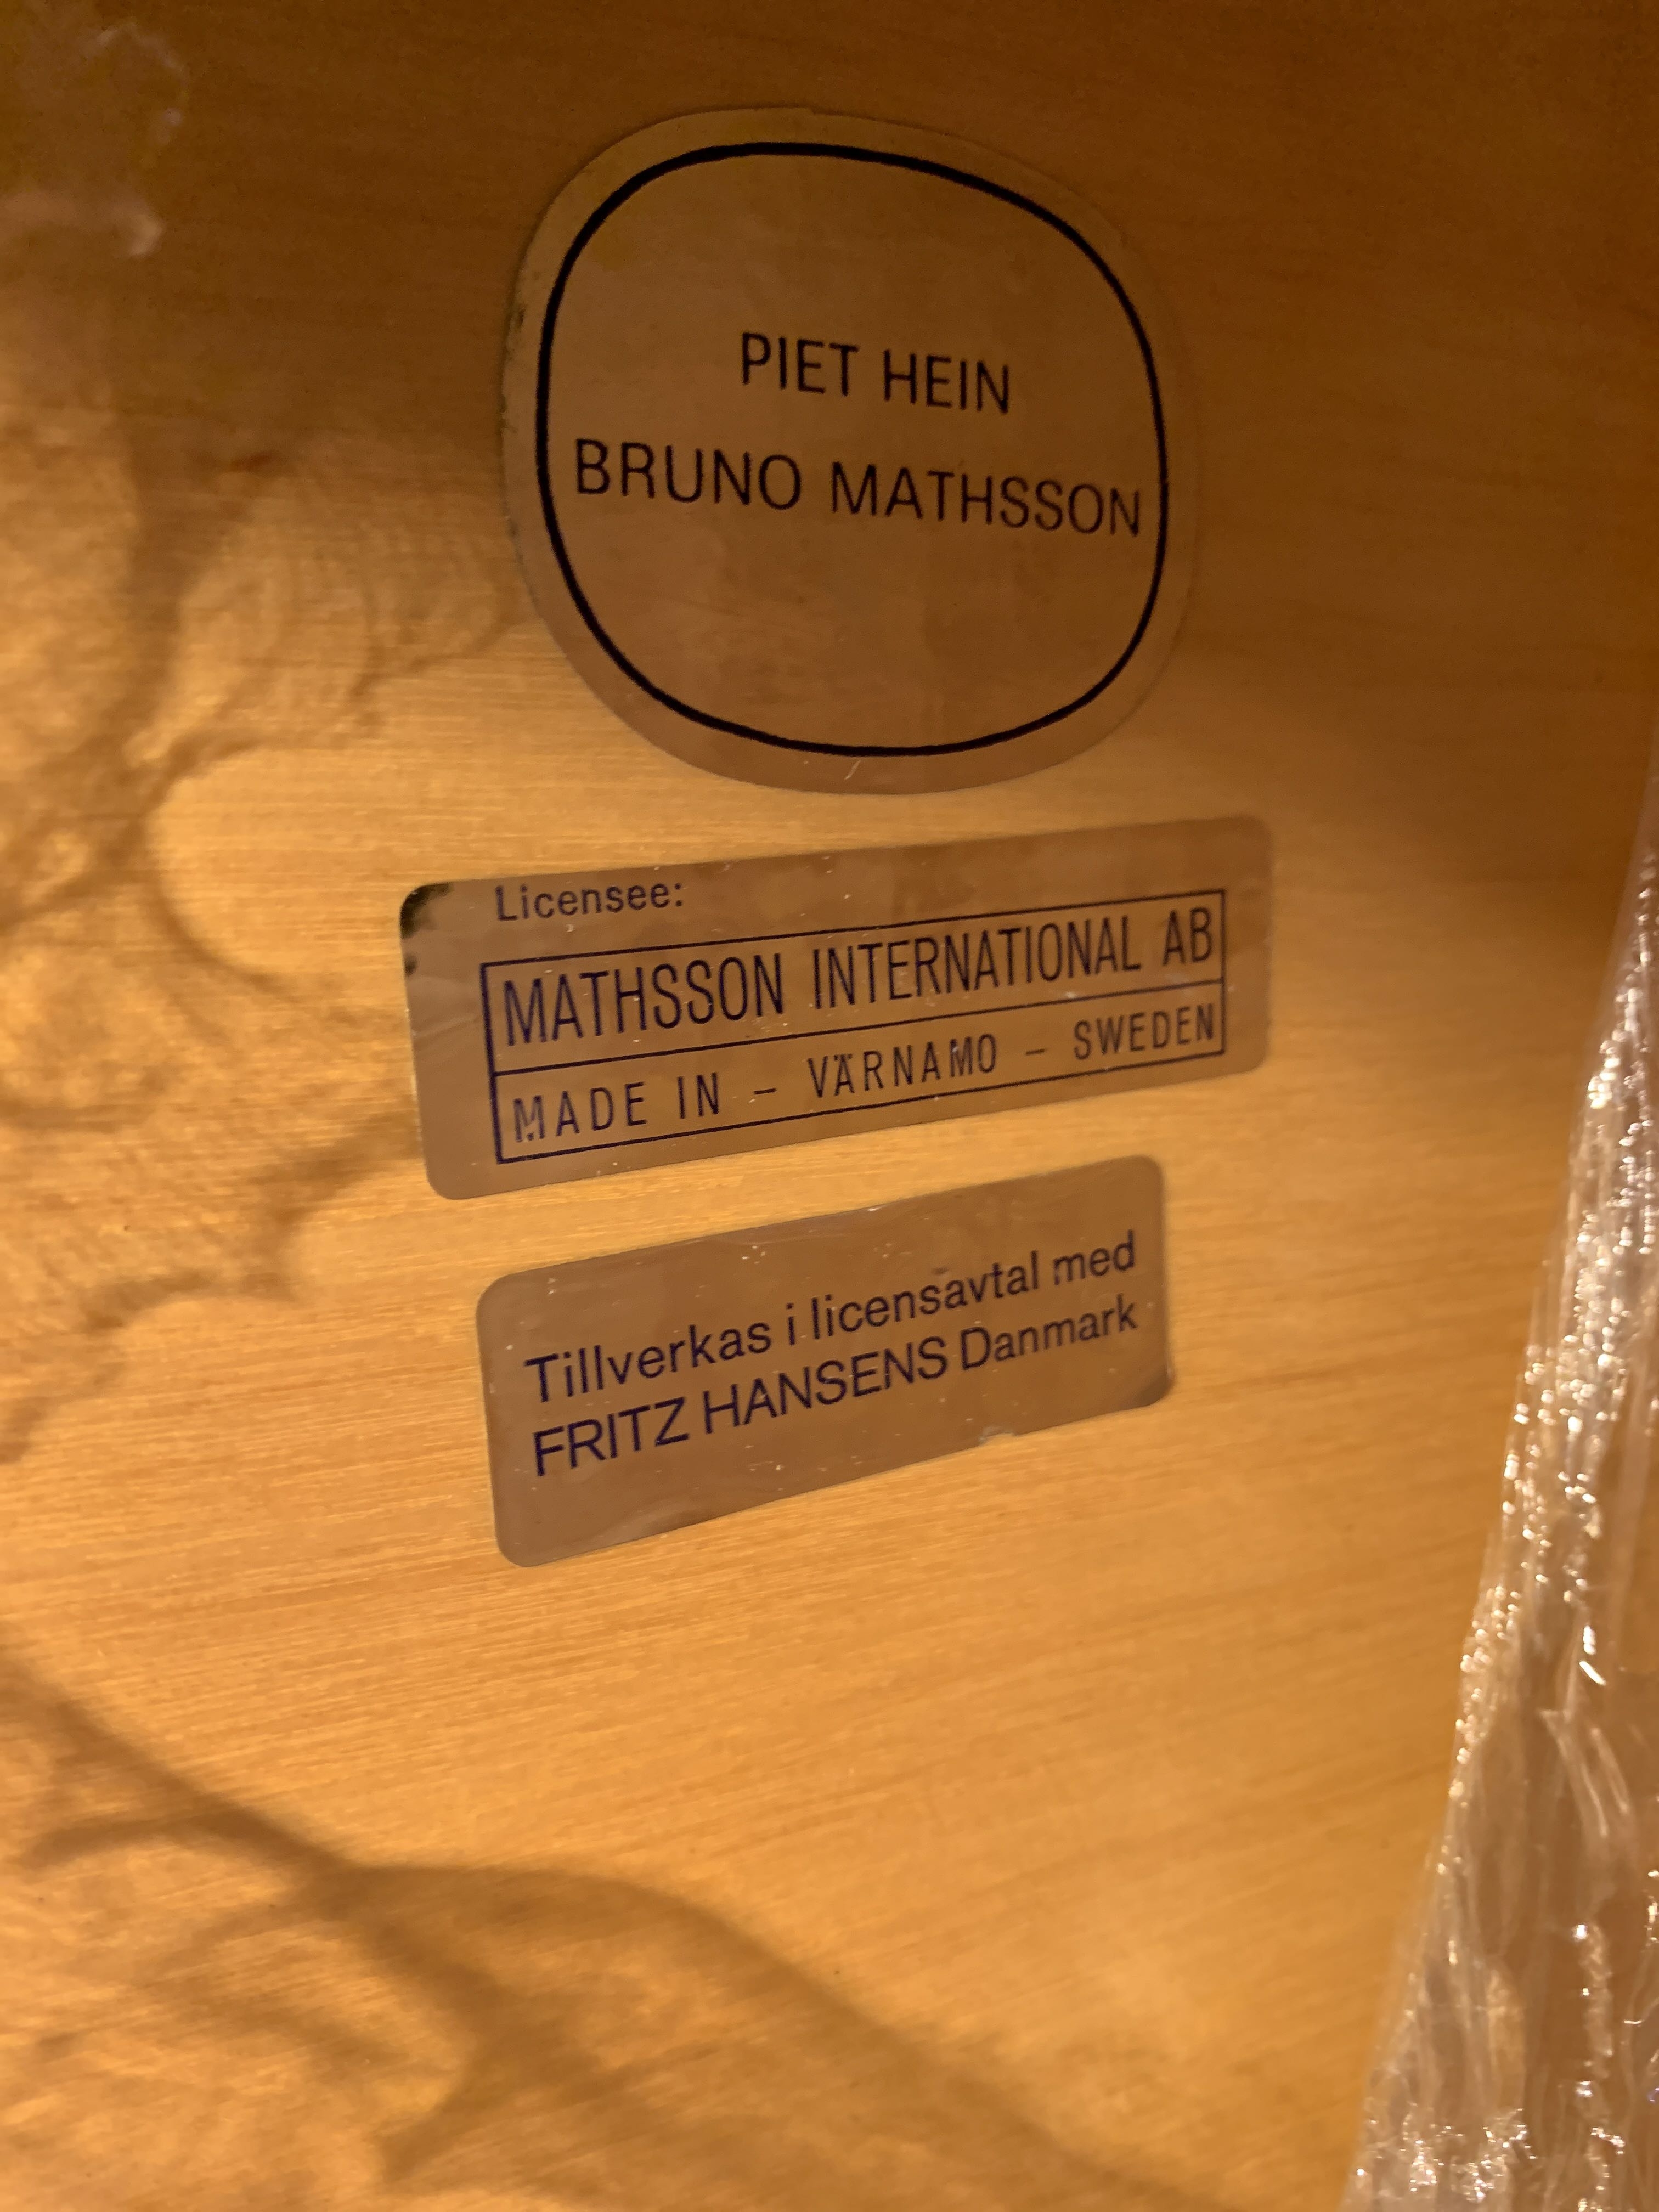 PIET HEIN
BRUNO MATHSSON
Licensee:
MATHSSON INTERNATIONAL AB
MADE IN - VÄRNAMO - SWEDEN
Tillverkas i licensavtal med
FRITZ HANSENS Danmark